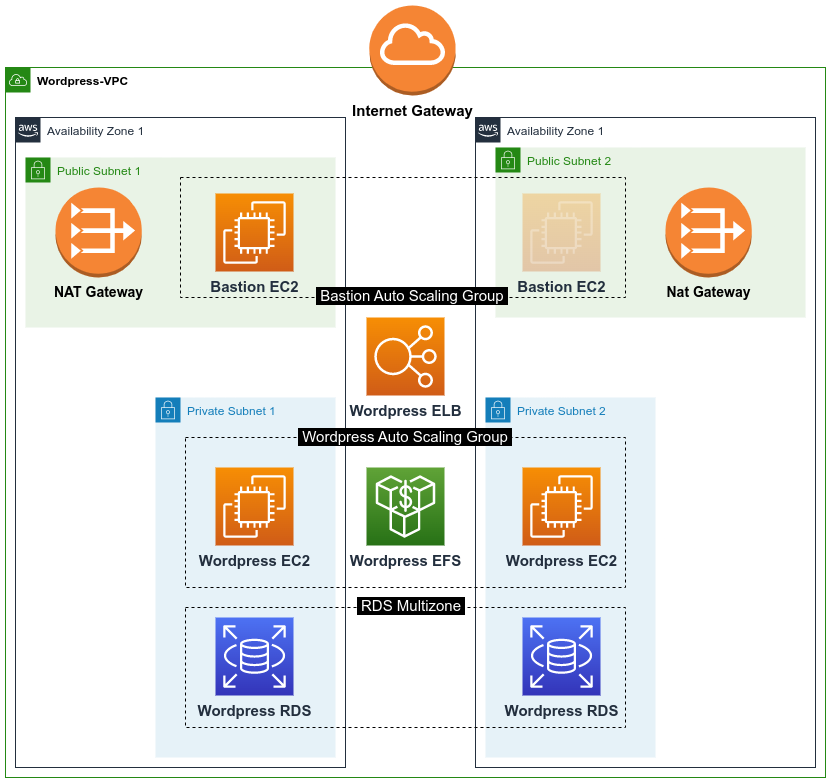 Wordpress-VPC
Internet Gateway
aws
Availability Zone 1
aws
Availability Zone 1
Public Subnet 1
Public Subnet 2
NAT Gateway
Bastion EC2
Bastion EC2
Nat Gateway
Bastion Auto Scaling Group
Wordpress ELB
Private Subnet 1
Private Subnet 2
Wordpress Auto Scaling Group
$
Wordpress EC2
Wordpress EFS
Wordpress EC2
RDS Multizone
Wordpress RDS
Wordpress RDS